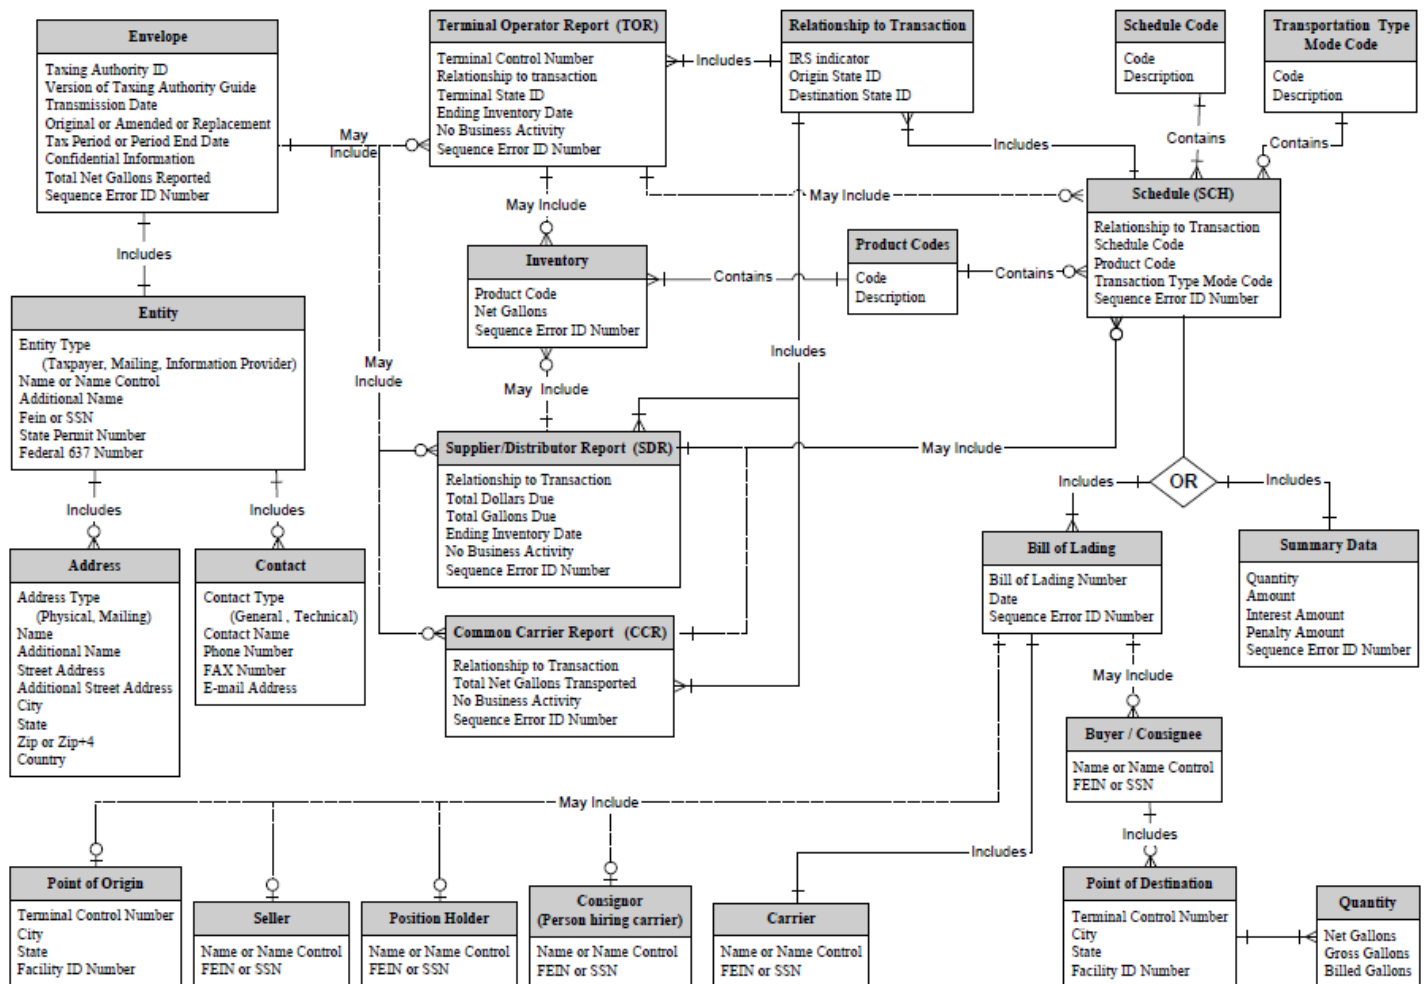 Envelope
Taxing Authority ID
Version of Taxing Authority Guide
Transmission Date
Original or Amended or Replacement
Tax Period or Period End Date
Confidential Information
Total Net Gallons Reported
Sequence Error ID Number
May
Include
Terminal Operator Report (TOR)
Terminal Control Number
Relationship to transaction
Terminal State ID
Ending Inventory Date
No Business Activity
Sequence Error ID Number
Includes
Relationship to Transaction
IRS indicator
Origin State ID
Destination State ID
Includes
Schedule Code
Code
Description
Contains
Transportation Type
Mode Code
Code
Description
Contains
May Include
May Include
Schedule (SCH)
Relationship to Transaction
Schedule Code
Product Code
Transaction Type Mode Code
Sequence Error ID Number
Includes
Inventory
Product Code
Net Gallons
Sequence Error ID Number
Contains
Product Codes
Code
Description
Contains
Entity
Entity Type
(Taxpayer, Mailing, Information Provider)
Name or Name Control
Additional Name
Fein or SSN
State Permit Number
Federal 637 Number
May
Include
May Include
Includes
Supplier/Distributor Report (SDR)
Relationship to Transaction
Total Dollars Due
Total Gallons Due
Ending Inventory Date
No Business Activity
Sequence Error ID Number
May Include
Includes
OR
Includes
Includes
Includes
Address
Address Type
(Physical, Mailing)
Name
Additional Name
Street Address
Additional Street Address
City
State
Zip or Zip+4
Country
Contact
Contact Type
(General , Technical)
Contact Name
Phone Number
FAX Number
E-mail Address
Common Carrier Report (CCR)
Relationship to Transaction
Total Net Gallons Transported
No Business Activity
Sequence Error ID Number
Bill of Lading
Bill of Lading Number
Date
Sequence Error ID Number
Summary Data
Quantity
Amount
Interest Amount
Penalty Amount
Sequence Error ID Number
May Include
Buyer / Consignee
Name or Name Control
FEIN or SSN
May Include
Includes
Includes
Point of Origin
Terminal Control Number
City
State
Facility ID Number
Seller
Name or Name Control
FEIN or SSN
Position Holder
Name or Name Control
FEIN or SSN
Consignor
(Person hiring carrier)
Name or Name Control
FEIN or SSN
Carrier
Name or Name Control
FEIN or SSN
Point of Destination
Terminal Control Number
City
State
Facility ID Number
Quantity
Net Gallons
Gross Gallons
Billed Gallons